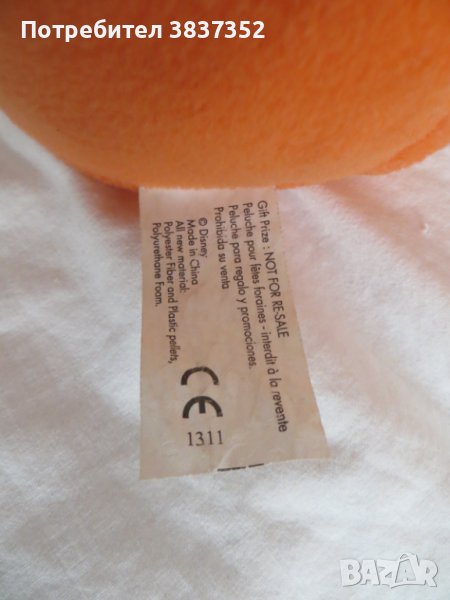 Потребител 3837352
Gift Prize : NOT FOR RE-SALE
Peluche pour fêtes foraines - interdit à la revente
Peluche para regalo y promociones.
Prohibida su venta
© Disney
Made in China
All new material:
Polyester Fiber and Plastic pellets,
Polyurethane Foam.
CE
1311
BAZAR